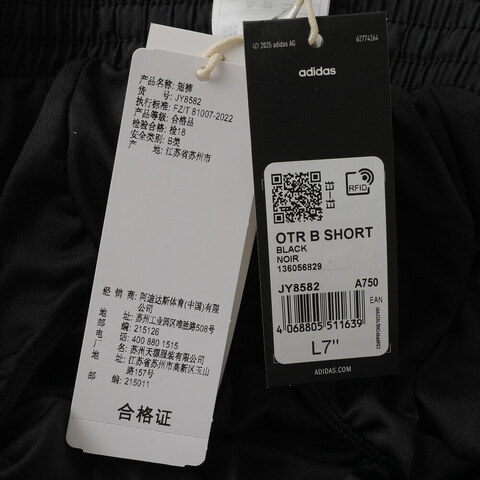 产品名称: 短裤
货 号: JY8582
执行标准: FZ/T 81007-2022
产品等级: 合格品
检验合格: 检18
安全类别: B类
产 地: 江苏省苏州市
经 销 商: 阿迪达斯体育(中国)有限
公司
地 址: 苏州工业园区唯胜路508号
邮 编: 215126
电 话: 400 880 1515
厂 名: 苏州天源服装有限公司
地 址: 江苏省苏州市高新区玉山
路157号
邮 编: 215011
合格证
© 2025 adidas AG
62774264
adidas
RFID
OTR B SHORT
BLACK
NOIR
136056829
JY8582
A750
EAN
4 068805 511639
L7"
ADIDAS.COM